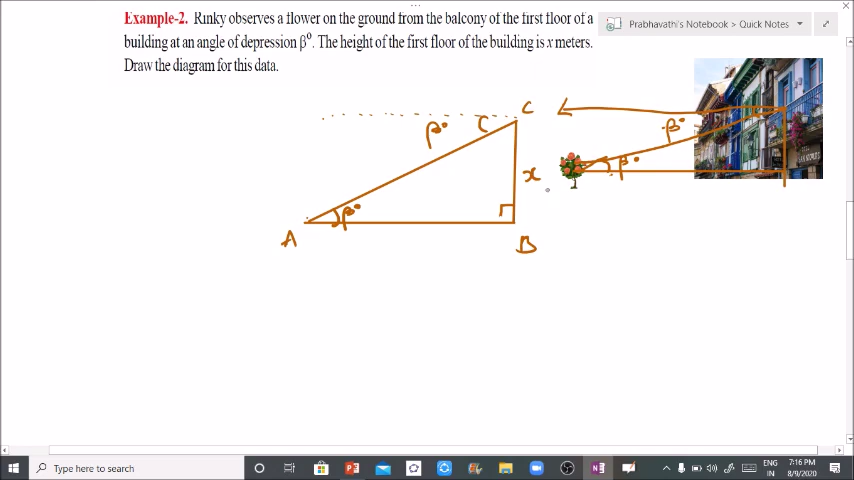 Example-2. Rinky observes a flower on the ground from the balcony of the first floor of a
building at an angle of depression β⁰. The height of the first floor of the building is x meters.
Draw the diagram for this data.
Prabhavathi's Notebook > Quick Notes
C
β°
β°
x
β°
β°
A
B
Type here to search
ENG
IN
7:16 PM
8/9/2020